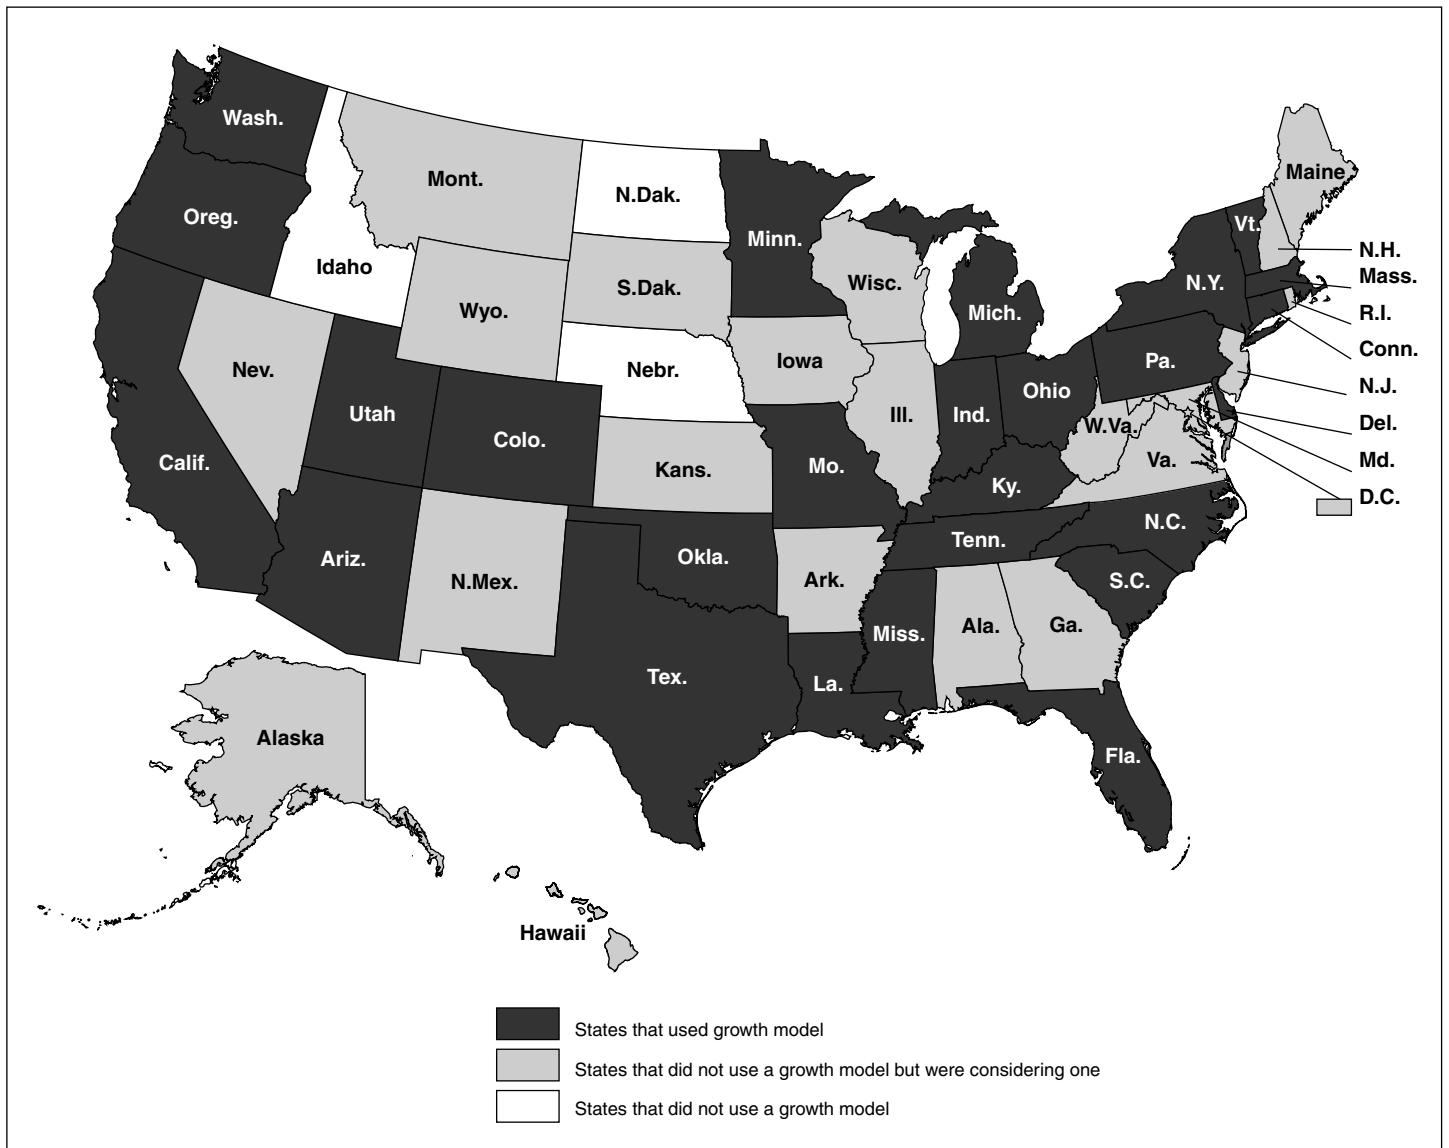 Wash.
Oreg.
Calif.
Idaho
Nev.
Mont.
Wyo.
Utah
Ariz.
Colo.
N.Mex.
N.Dak.
S.Dak.
Nebr.
Kans.
Okla.
Tex.
Minn.
Iowa
Mo.
Ark.
La.
Wisc.
Ill.
Mich.
Ind.
Ohio
Ky.
Tenn.
Miss.
Ala.
Ga.
Fla.
S.C.
N.C.
Va.
W.Va.
Pa.
N.Y.
Vt.
Maine
N.H.
Mass.
R.I.
Conn.
N.J.
Del.
Md.
D.C.
Alaska
Hawaii
States that used growth model
States that did not use a growth model but were considering one
States that did not use a growth model